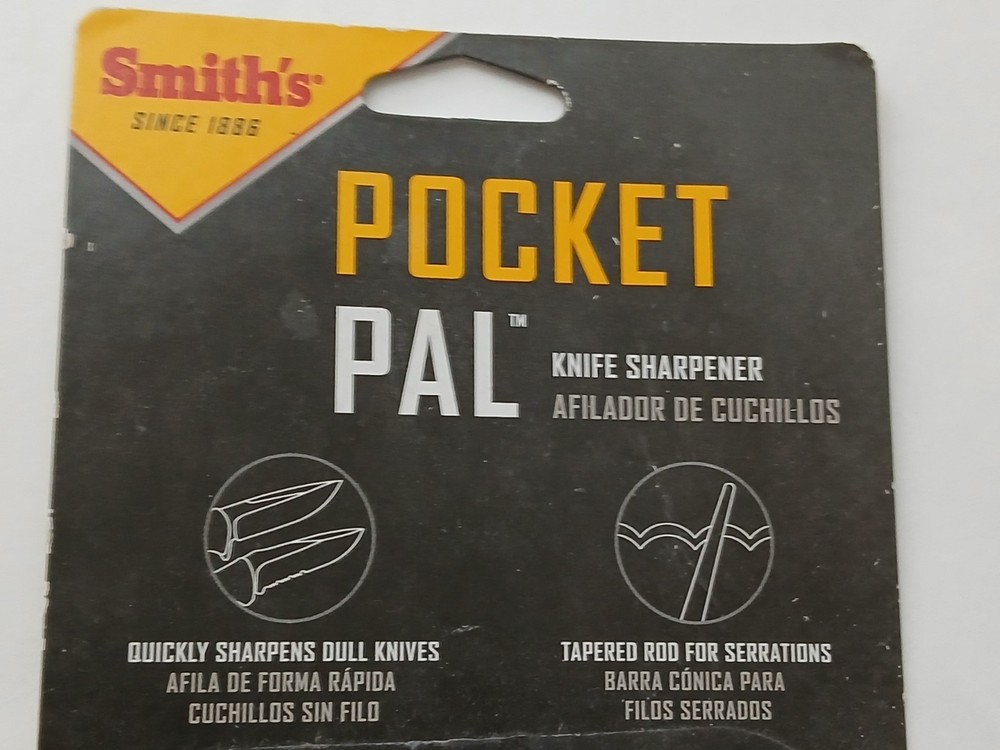 Smith's
SINCE 1886
POCKET
PAL™
KNIFE SHARPENER
AFILADOR DE CUCHILLOS
QUICKLY SHARPENS DULL KNIVES
AFILA DE FORMA RÁPIDA
CUCHILLOS SIN FILO
TAPERED ROD FOR SERRATIONS
BARRA CÓNICA PARA
FILOS SERRADOS